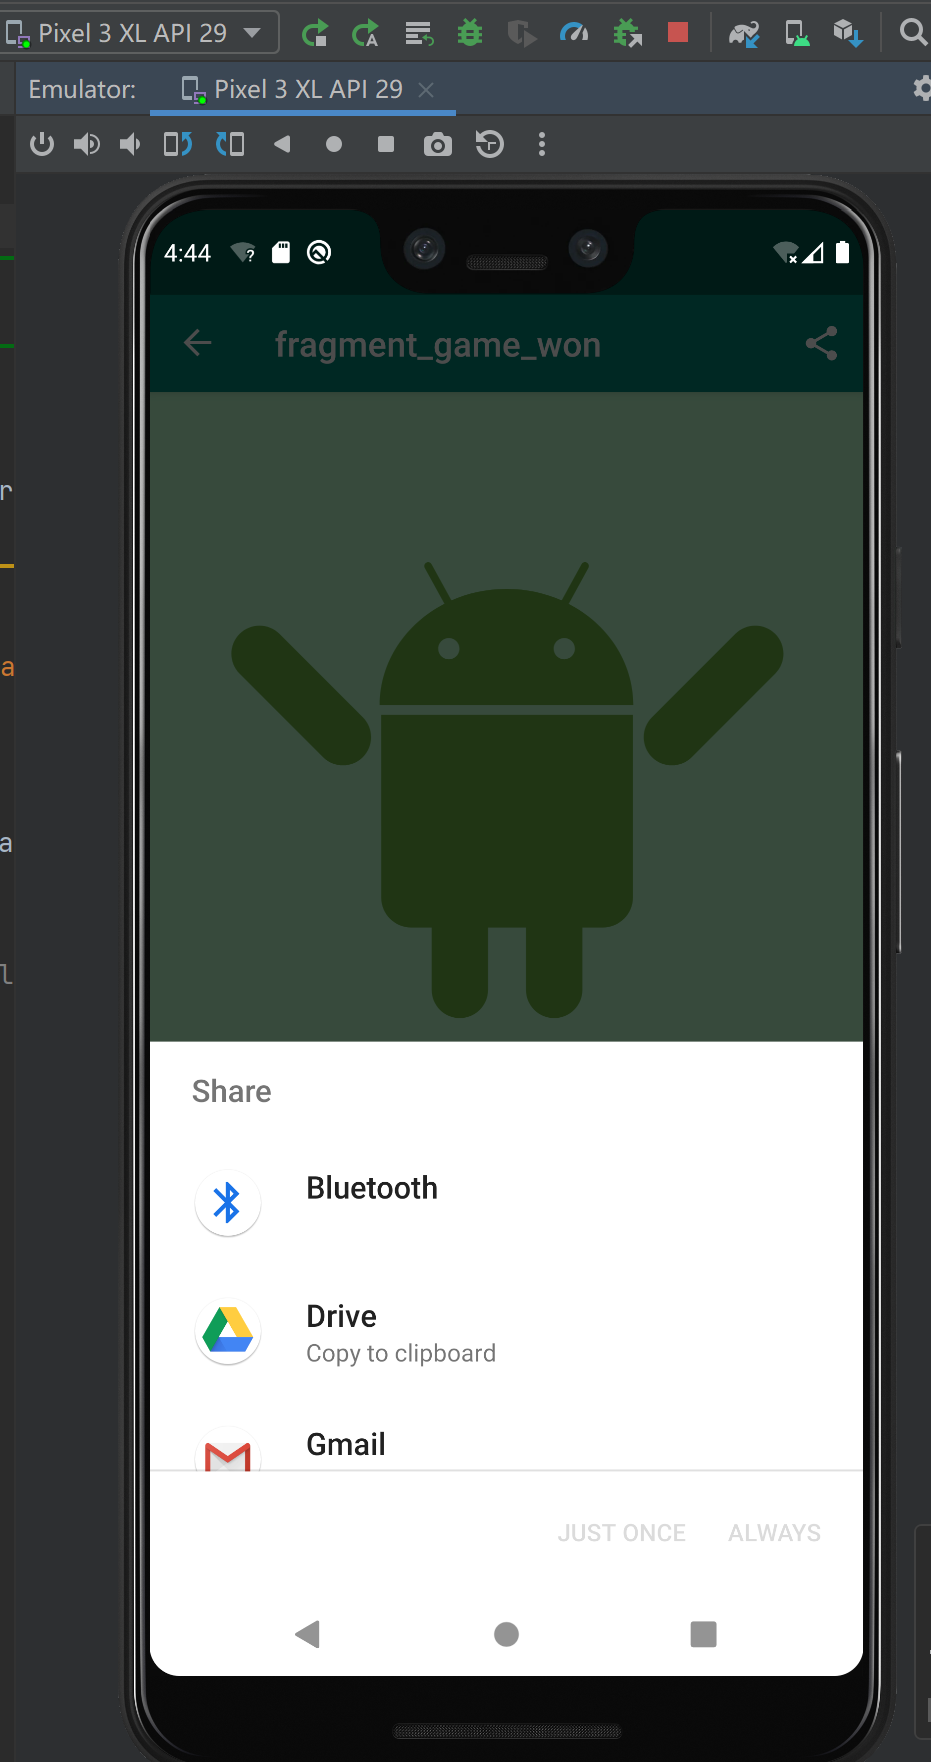 Pixel 3 XL API 29
Emulator: Pixel 3 XL API 29
4:44
fragment_game_won
r
a
a
l
Share
Bluetooth
Drive
Copy to clipboard
Gmail
JUST ONCE ALWAYS